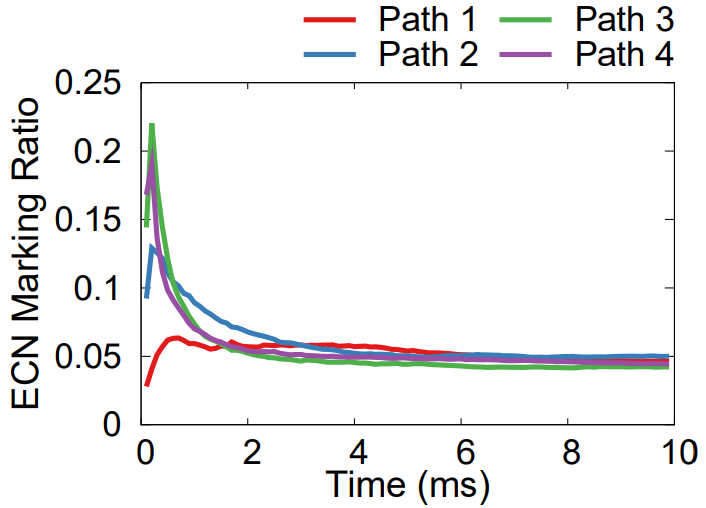 Path 1 Path 3
Path 2 Path 4
ECN Marking Ratio
0.25
0.2
0.15
0.1
0.05
0
0 2 4 6 8 10
Time (ms)